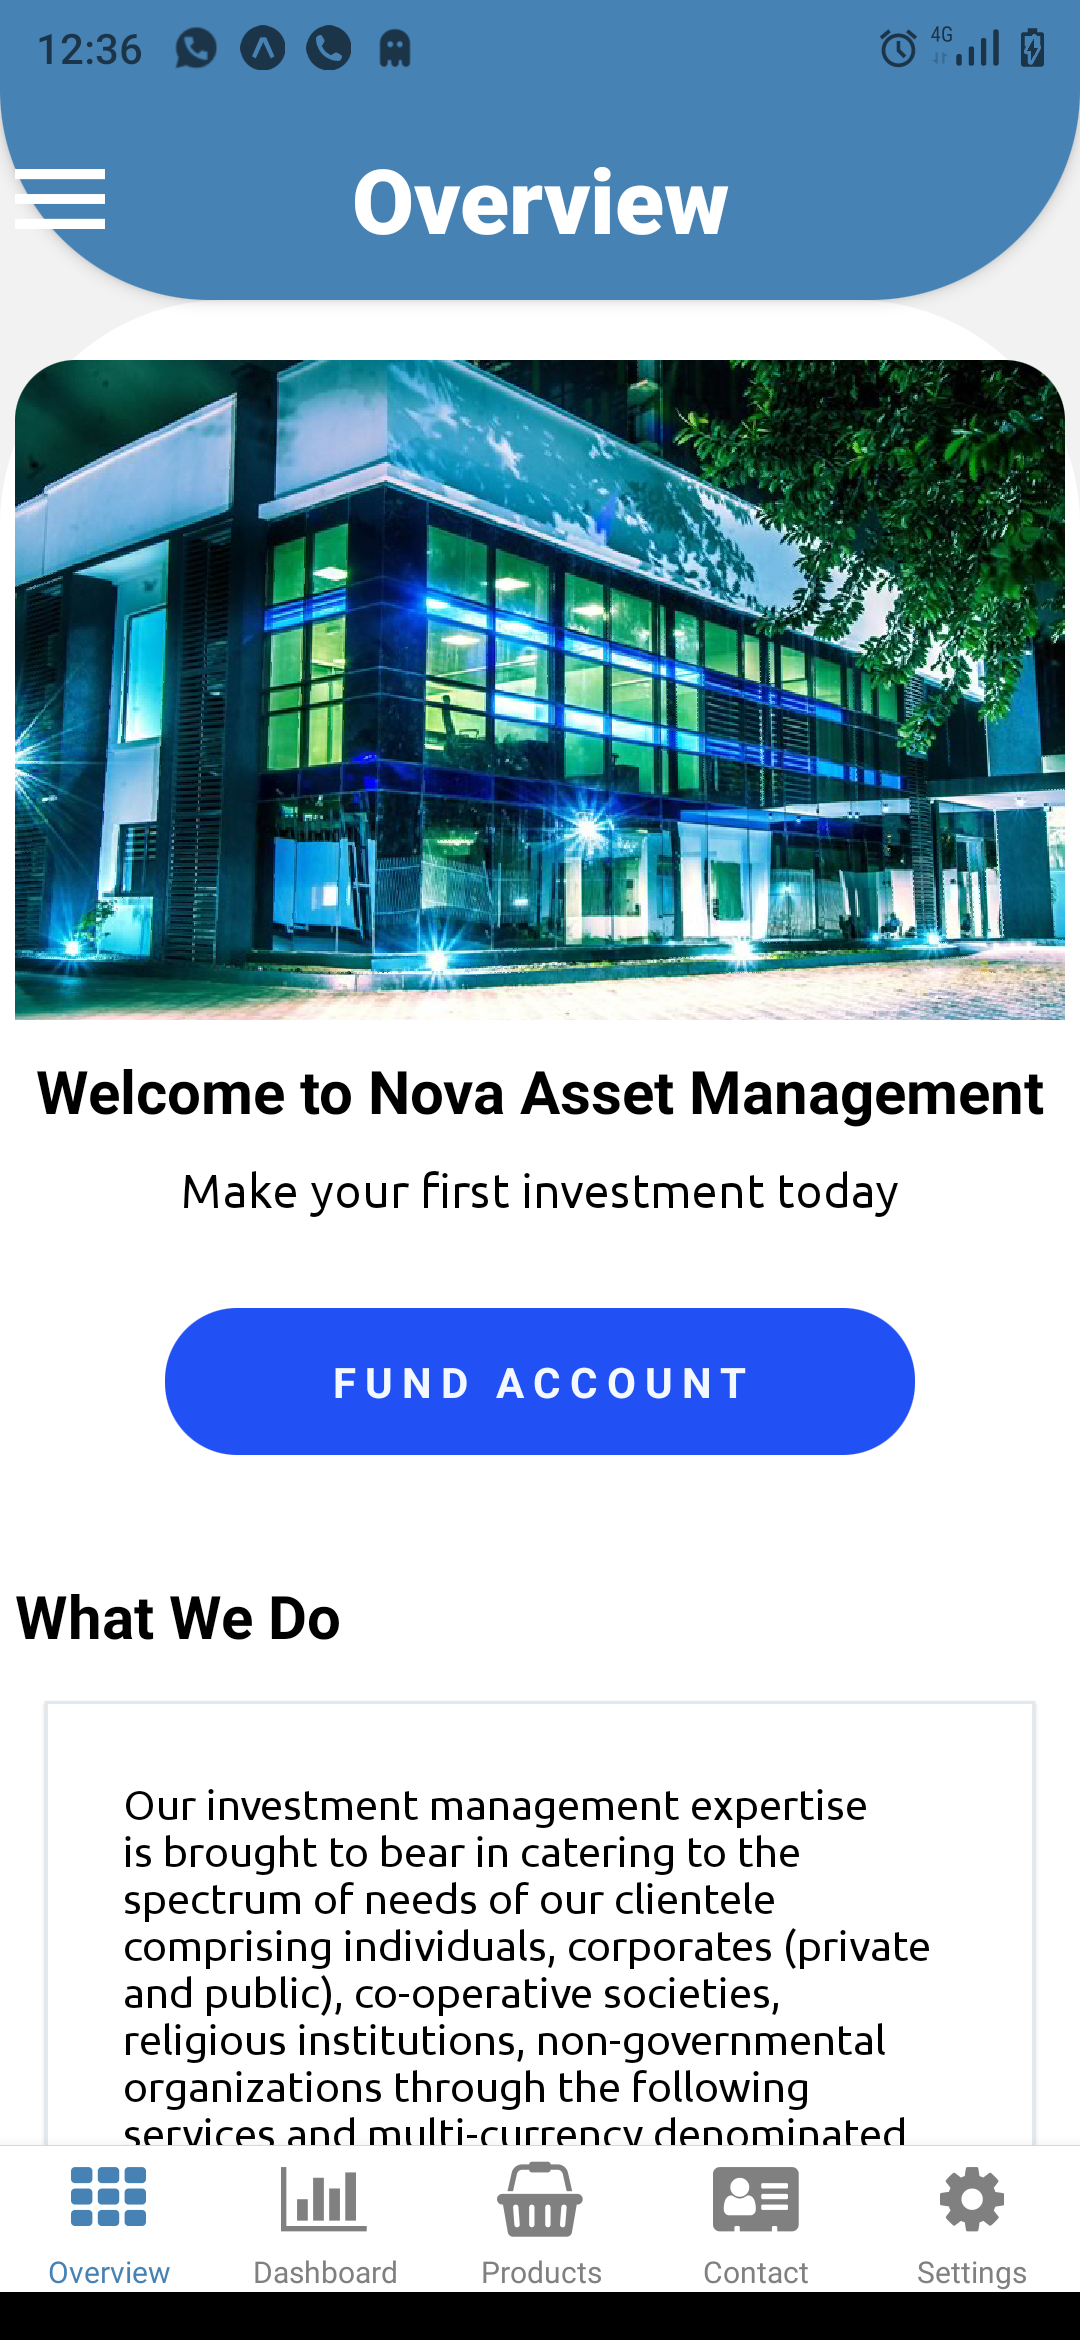 12:36
4G
Overview
Welcome to Nova Asset Management
Make your first investment today
FUND ACCOUNT
What We Do
Our investment management expertise
is brought to bear in catering to the
spectrum of needs of our clientele
comprising individuals, corporates (private
and public), co-operative societies,
religious institutions, non-governmental
organizations through the following
services and multi-currency denominated
Overview
Dashboard
Products
Contact
Settings